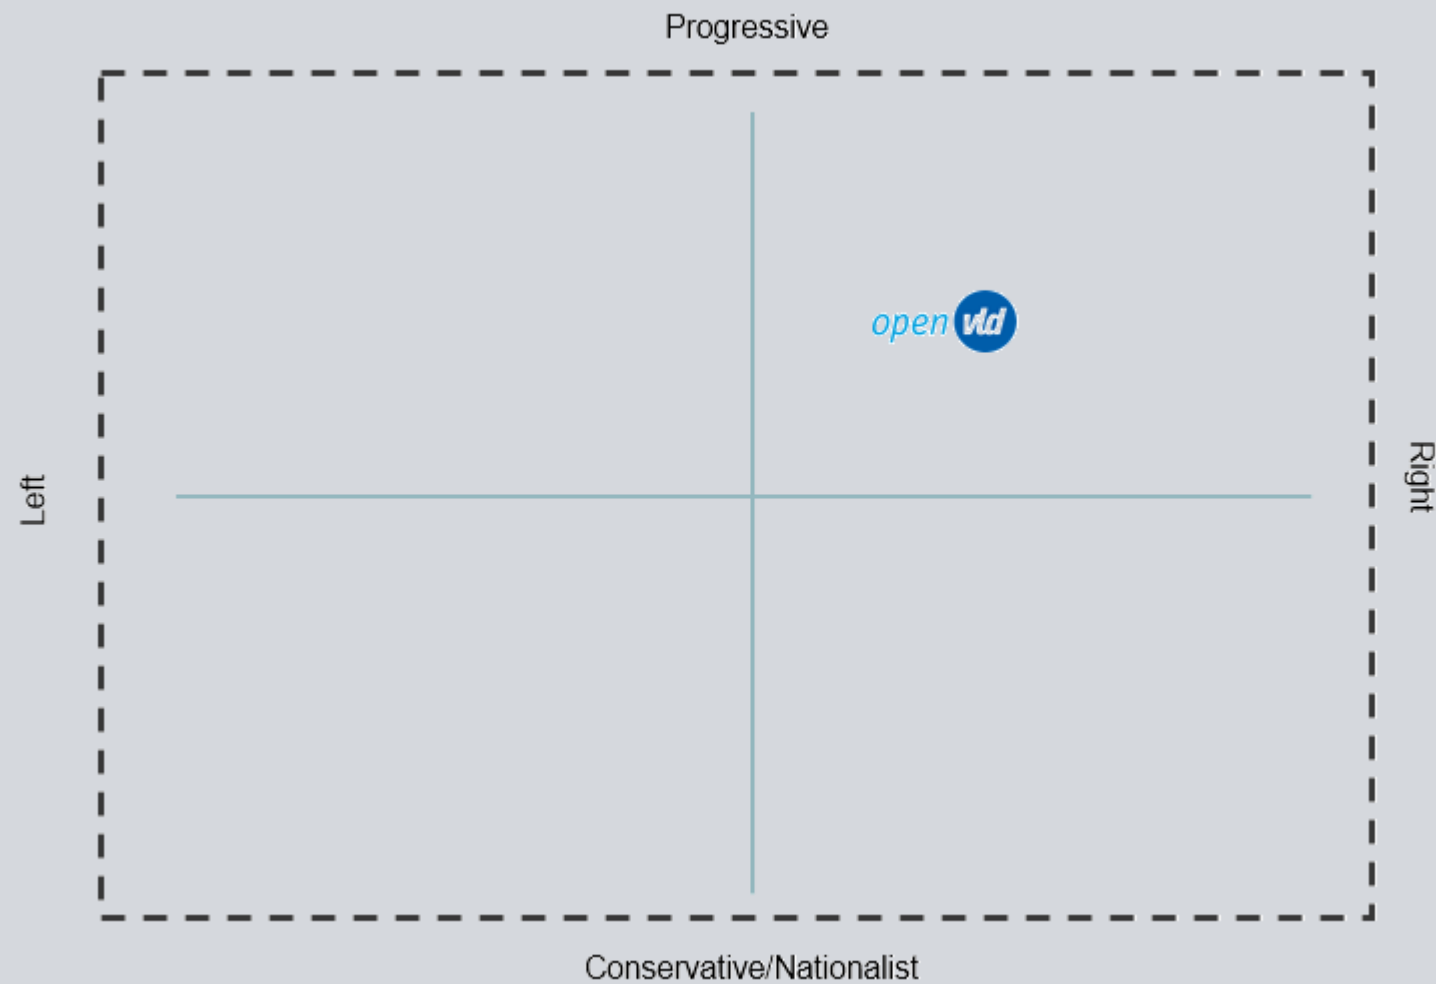 Progressive
open vld
Left
Right
Conservative/Nationalist